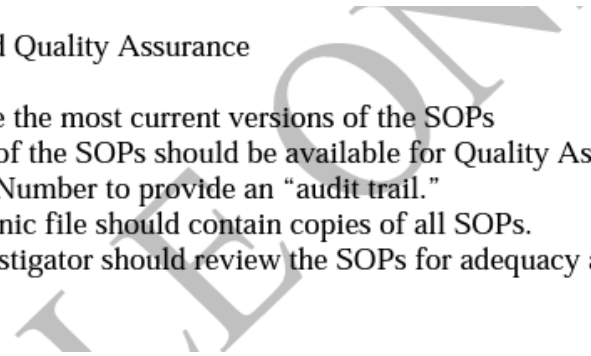 d Quality Assurance
e the most current versions of the SOPs
of the SOPs should be available for Quality As
Number to provide an “audit trail.”
nic file should contain copies of all SOPs.
stigator should review the SOPs for adequacy a
LE ON